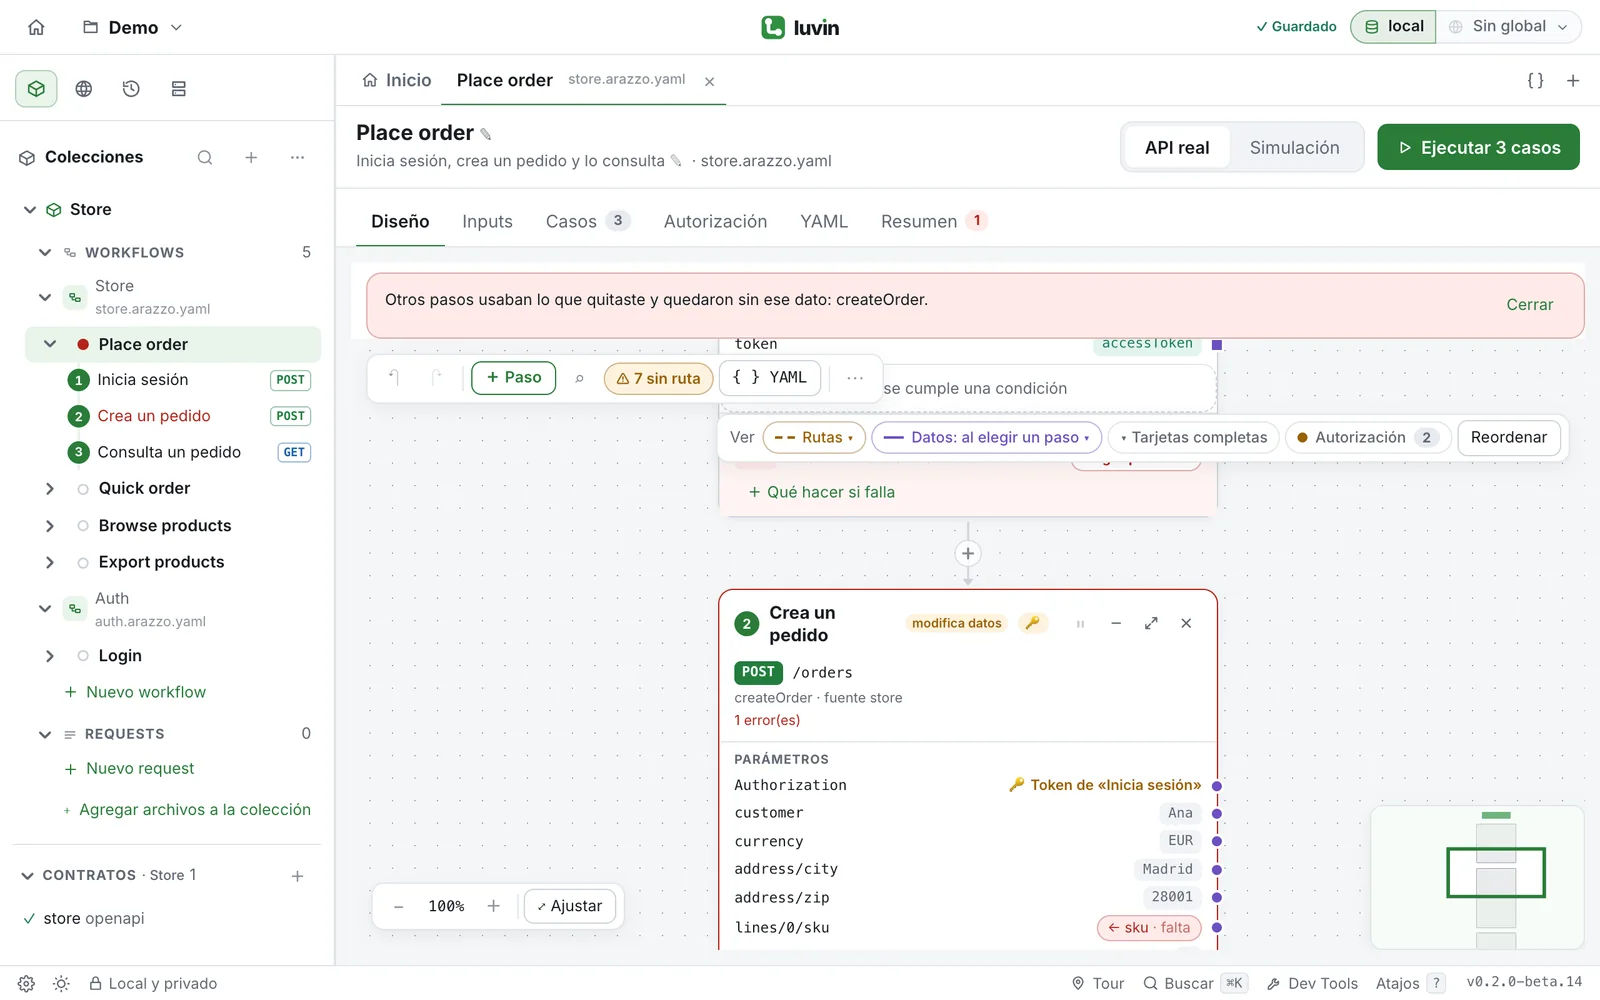 Demo
luvin
Guardado
local
Sin global
Inicio
Place order store.arazzo.yaml
Colecciones
Store
WORKFLOWS 5
Store
store.arazzo.yaml
Place order
1 Inicia sesión POST
2 Crea un pedido POST
3 Consulta un pedido GET
Quick order
Browse products
Export products
Auth
auth.arazzo.yaml
Login
+ Nuevo workflow
REQUESTS 0
+ Nuevo request
+ Agregar archivos a la colección
CONTRATOS · Store 1 +
store openapi
Place order
Inicia sesión, crea un pedido y lo consulta · store.arazzo.yaml
API real Simulación
Ejecutar 3 casos
Diseño Inputs Casos 3 Autorización YAML Resumen 1
Otros pasos usaban lo que quitaste y quedaron sin ese dato: createOrder.
Cerrar
token accessToken
+ Paso 7 sin ruta { } YAML ...
se cumple una condición
Ver Rutas Datos: al elegir un paso Tarjetas completas Autorización 2 Reordenar
+ Qué hacer si falla
2 Crea un pedido modifica datos
POST /orders
createOrder · fuente store
1 error(es)
PARÁMETROS
Authorization Token de «Inicia sesión»
customer Ana
currency EUR
address/city Madrid
address/zip 28001
lines/0/sku ← sku · falta
− 100% + Ajustar
Local y privado
Tour Buscar ⌘K Dev Tools Atajos ? v0.2.0-beta.14